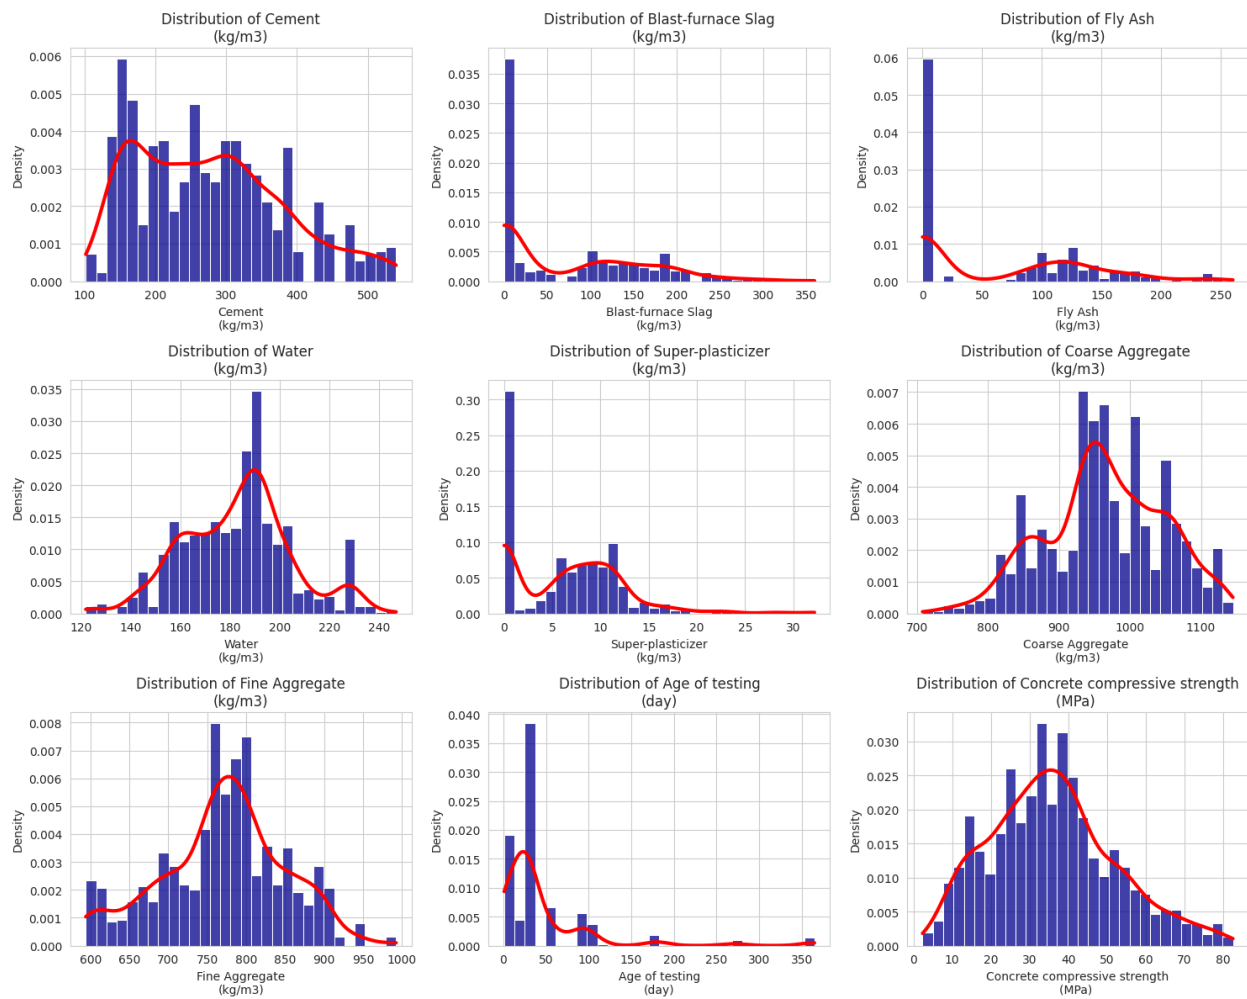 Distribution of Cement
(kg/m3)
0.006
0.005
0.004
0.003
0.002
0.001
0.000
Density
100 200 300 400 500
Cement
(kg/m3)
Distribution of Blast-furnace Slag
(kg/m3)
0.035
0.030
0.025
0.020
0.015
0.010
0.005
0.000
Density
0 50 100 150 200 250 300 350
Blast-furnace Slag
(kg/m3)
Distribution of Fly Ash
(kg/m3)
0.06
0.05
0.04
0.03
0.02
0.01
0.00
Density
0 50 100 150 200 250
Fly Ash
(kg/m3)
Distribution of Water
(kg/m3)
0.035
0.030
0.025
0.020
0.015
0.010
0.005
0.000
Density
120 140 160 180 200 220 240
Water
(kg/m3)
Distribution of Super-plasticizer
(kg/m3)
0.30
0.25
0.20
0.15
0.10
0.05
0.00
Density
0 5 10 15 20 25 30
Super-plasticizer
(kg/m3)
Distribution of Coarse Aggregate
(kg/m3)
0.007
0.006
0.005
0.004
0.003
0.002
0.001
0.000
Density
700 800 900 1000 1100
Coarse Aggregate
(kg/m3)
Distribution of Fine Aggregate
(kg/m3)
0.008
0.007
0.006
0.005
0.004
0.003
0.002
0.001
0.000
Density
600 650 700 750 800 850 900 950 1000
Fine Aggregate
(kg/m3)
Distribution of Age of testing
(day)
0.040
0.035
0.030
0.025
0.020
0.015
0.010
0.005
0.000
Density
0 50 100 150 200 250 300 350
Age of testing
(day)
Distribution of Concrete compressive strength
(MPa)
0.030
0.025
0.020
0.015
0.010
0.005
0.000
Density
0 10 20 30 40 50 60 70 80
Concrete compressive strength
(MPa)